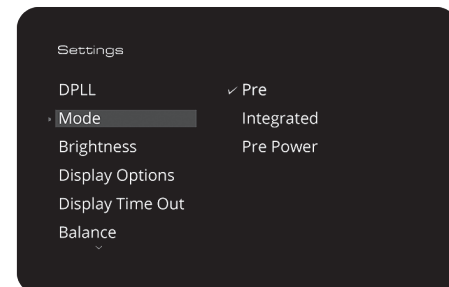 Settings
DPLL
Mode
Brightness
Display Options
Display Time Out
Balance
Pre
Integrated
Pre Power